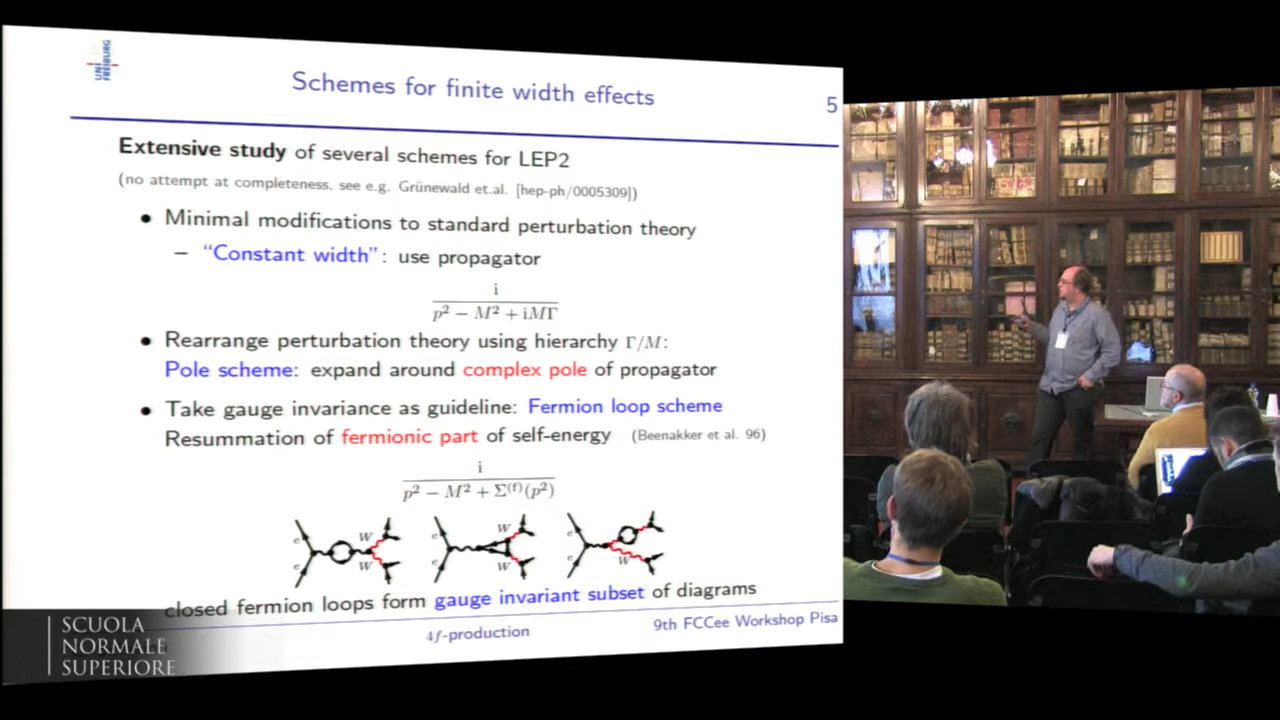 UNI
FREIBURG
Schemes for finite width effects
5
Extensive study of several schemes for LEP2
(no attempt at completeness, see e.g. Grünewald et.al. [hep-ph/0005309])
• Minimal modifications to standard perturbation theory
– “Constant width”: use propagator
i
p² − M² + iMΓ
• Rearrange perturbation theory using hierarchy Γ/M:
Pole scheme: expand around complex pole of propagator
• Take gauge invariance as guideline: Fermion loop scheme
Resummation of fermionic part of self-energy (Beenakker et al. 96)
i
p² − M² + Σ⁽ᶠ⁾(p²)
e W e W
e W e W
e e W
closed fermion loops form gauge invariant subset of diagrams
4f-production
9th FCCee Workshop Pisa
SCUOLA
NORMALE
SUPERIORE